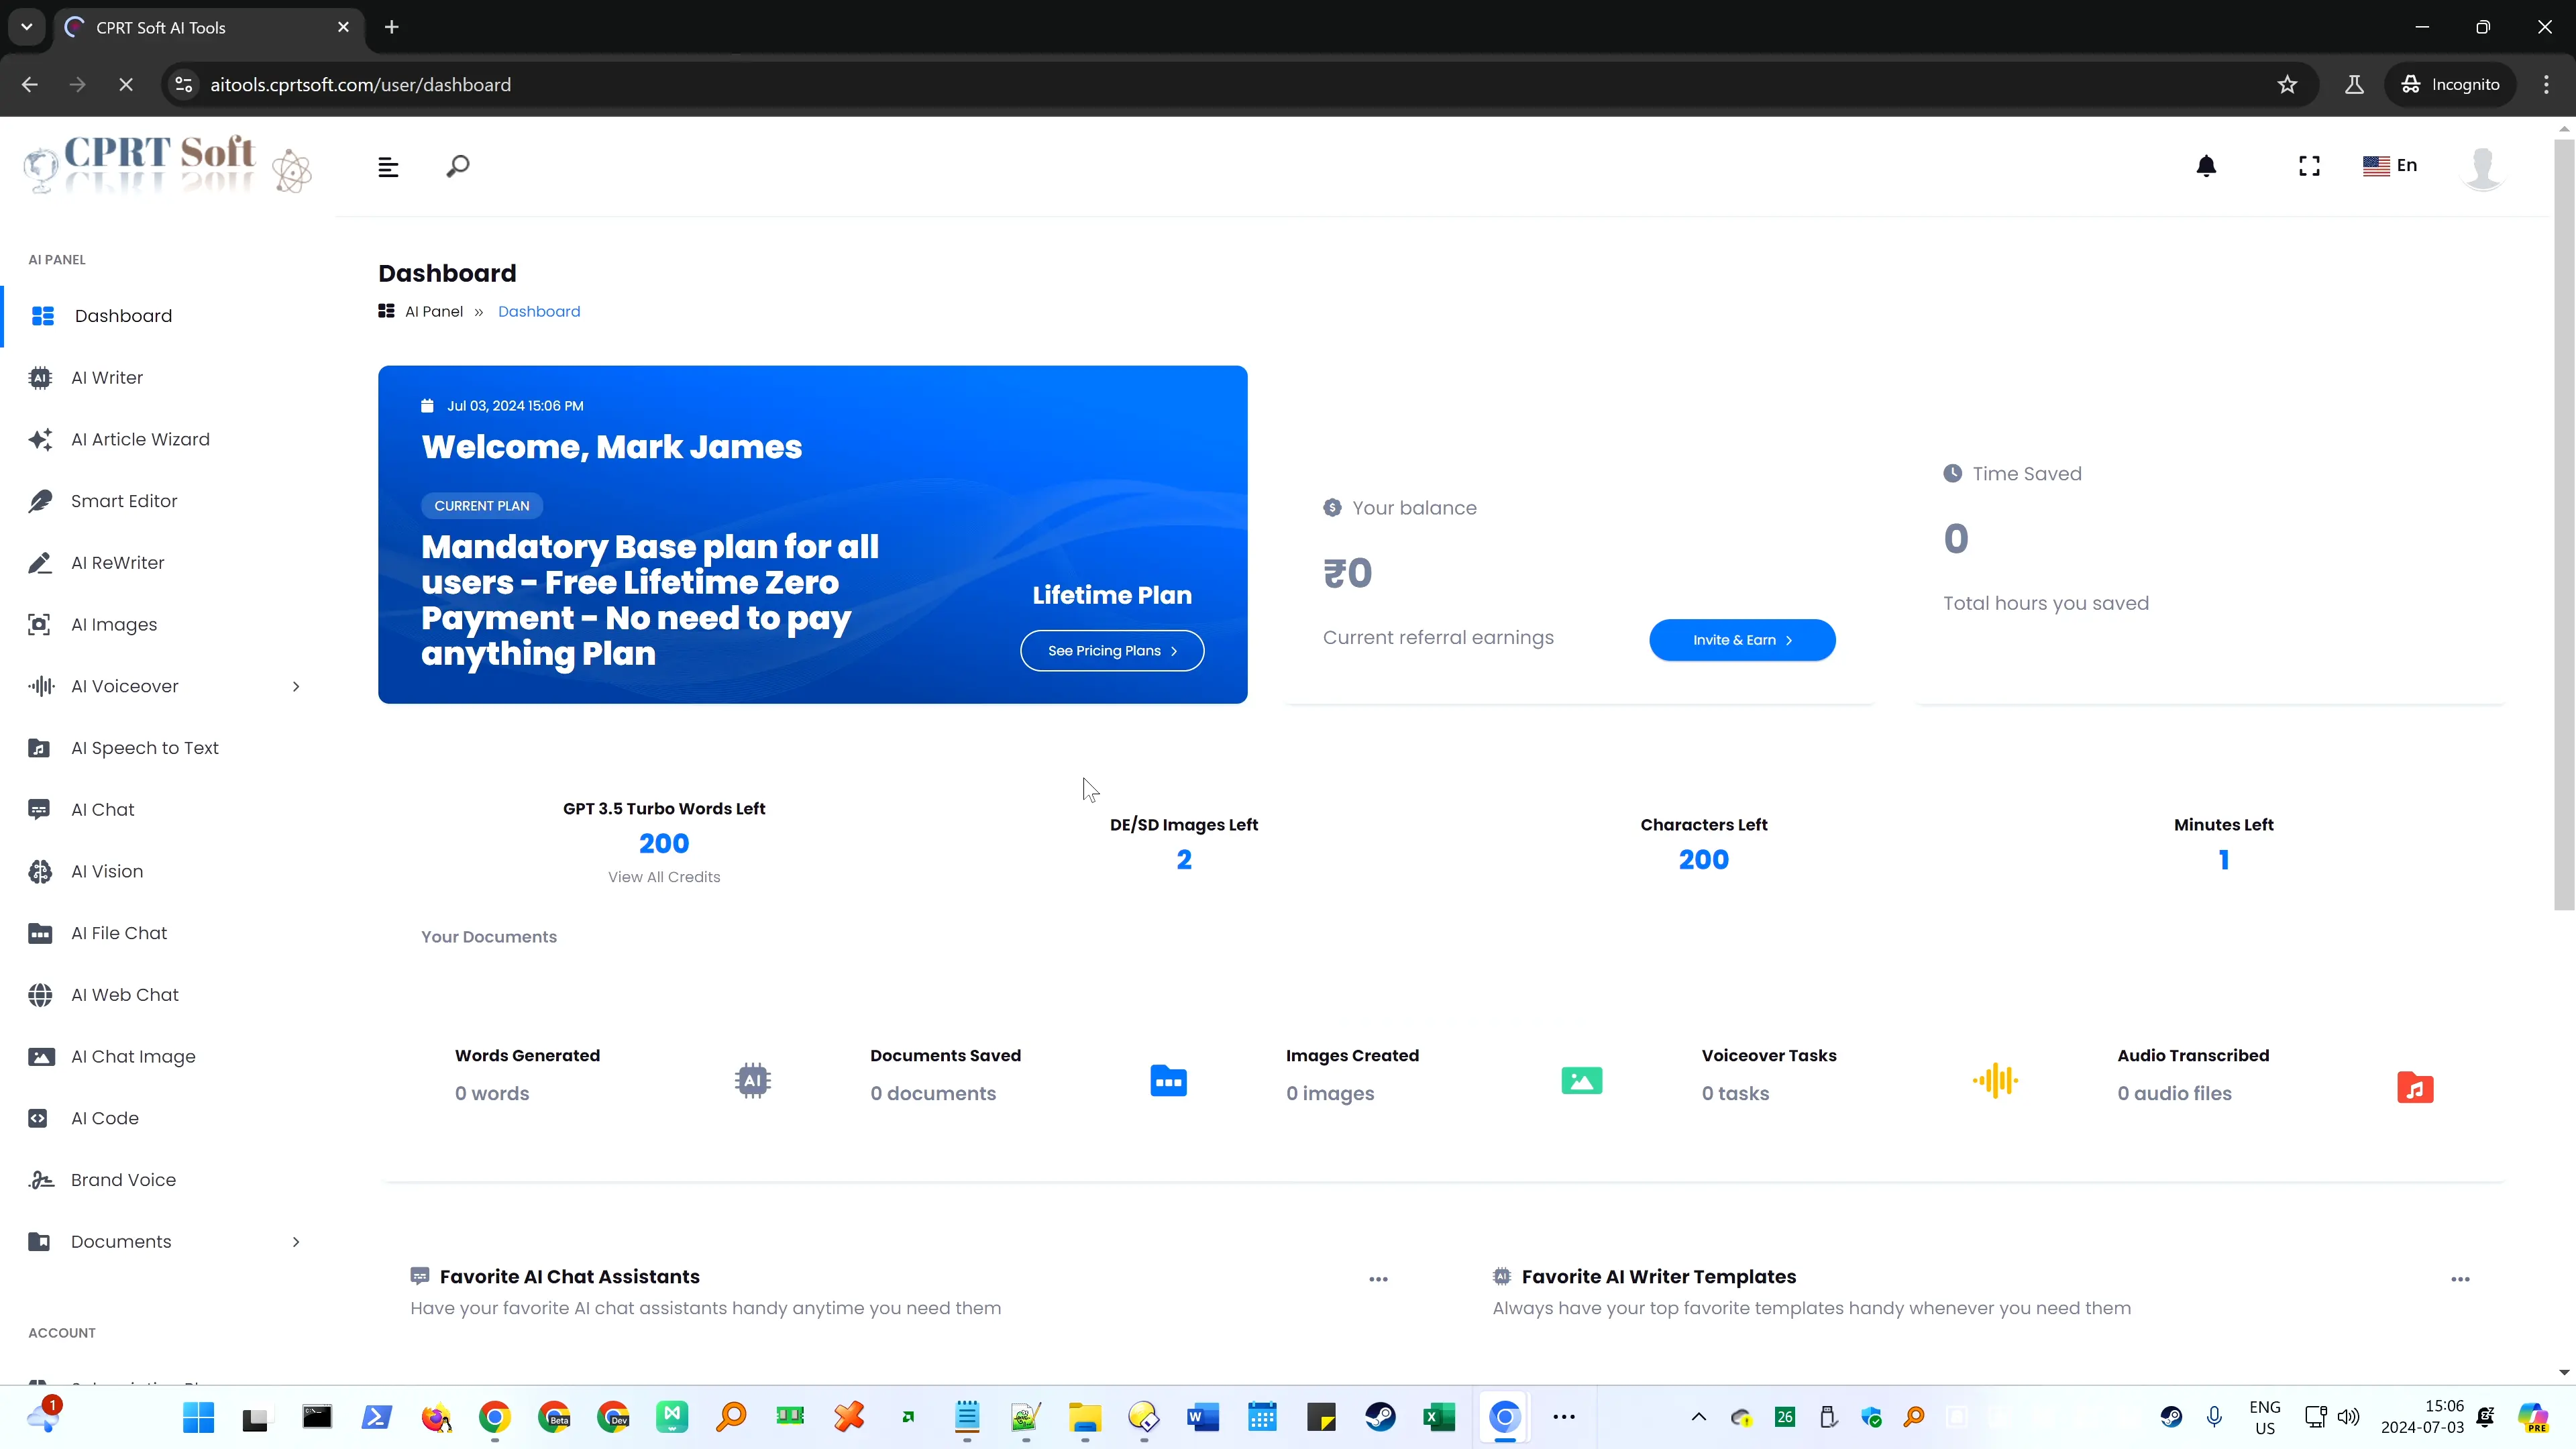 CPRT Soft AI Tools
aitools.cprtsoft.com/user/dashboard
Incognito
CPRT Soft
En
AI PANEL
Dashboard
AI Writer
AI Article Wizard
Smart Editor
AI ReWriter
AI Images
AI Voiceover
AI Speech to Text
AI Chat
AI Vision
AI File Chat
AI Web Chat
AI Chat Image
AI Code
Brand Voice
Documents
ACCOUNT
Dashboard
AI Panel » Dashboard
Jul 03, 2024 15:06 PM
Welcome, Mark James
CURRENT PLAN
Mandatory Base plan for all
users - Free Lifetime Zero
Payment - No need to pay
anything Plan
Lifetime Plan
See Pricing Plans
Your balance
₹0
Current referral earnings
Invite & Earn
Time Saved
0
Total hours you saved
GPT 3.5 Turbo Words Left
200
View All Credits
DE/SD Images Left
2
Characters Left
200
Minutes Left
1
Your Documents
Words Generated
0 words
Documents Saved
0 documents
Images Created
0 images
Voiceover Tasks
0 tasks
Audio Transcribed
0 audio files
Favorite AI Chat Assistants
Have your favorite AI chat assistants handy anytime you need them
Favorite AI Writer Templates
Always have your top favorite templates handy whenever you need them
1
Beta
Dev
26
ENG
US
15:06
2024-07-03
PRE